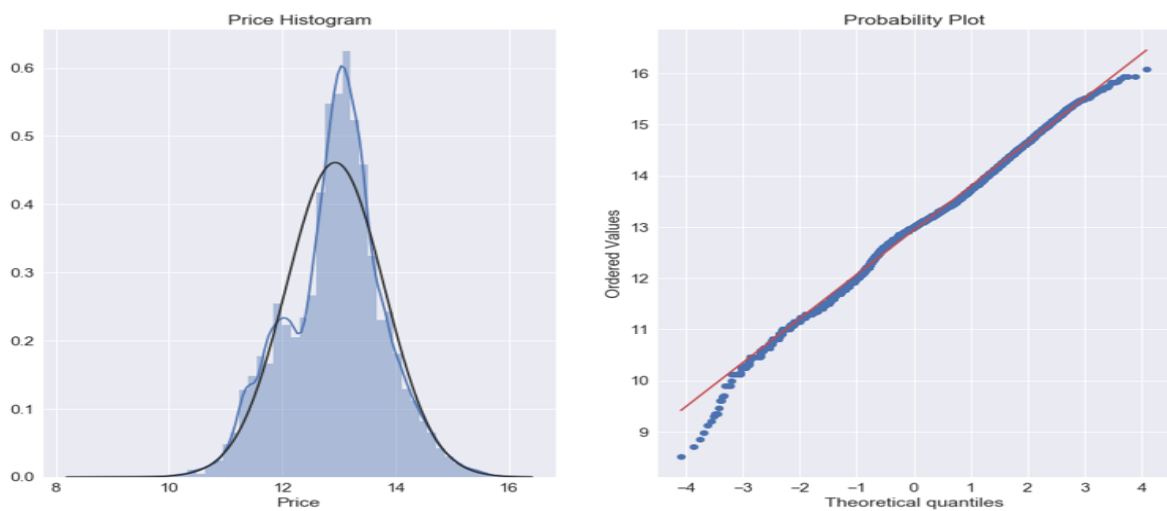 Price Histogram
0.6
0.5
0.4
0.3
0.2
0.1
0.0
8 10 12 14 16
Price
Probability Plot
16
15
14
13
12
11
10
9
Ordered Values
−4 −3 −2 −1 0 1 2 3 4
Theoretical quantiles